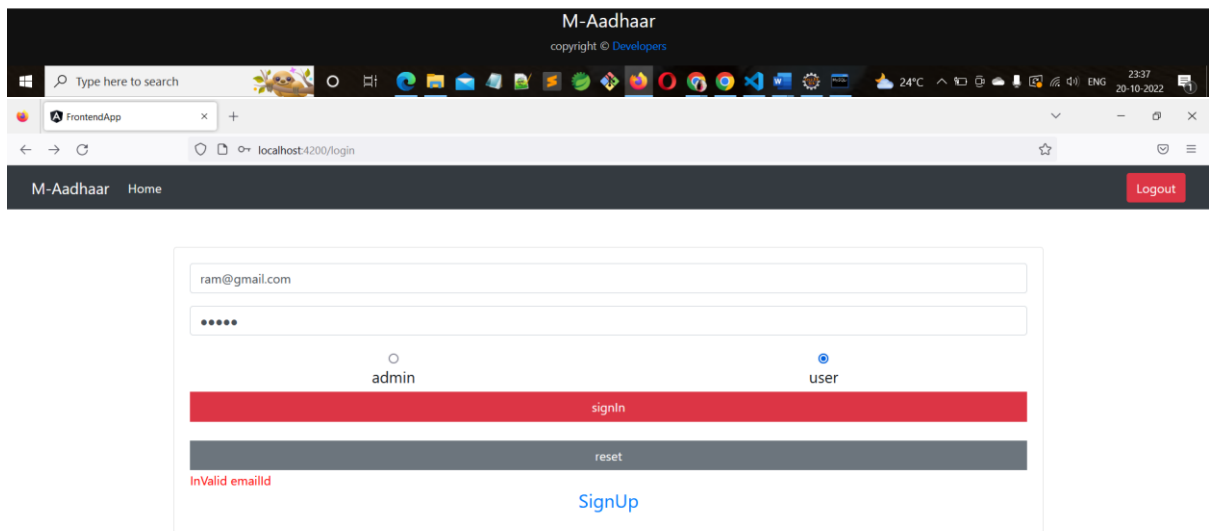 M-Aadhaar
copyright © Developers
Type here to search
24°C
ENG
23:37
20-10-2022
FrontendApp
localhost:4200/login
M-Aadhaar Home
Logout
ram@gmail.com
admin
user
signIn
reset
InValid emailId
SignUp